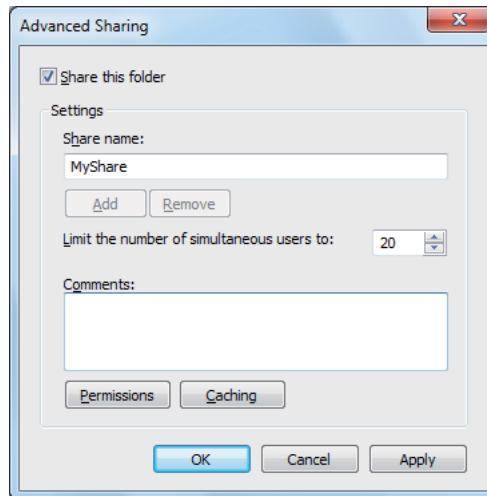 Advanced Sharing
Share this folder
Settings
Share name:
MyShare
Add Remove
Limit the number of simultaneous users to: 20
Comments:
Permissions Caching
OK Cancel Apply